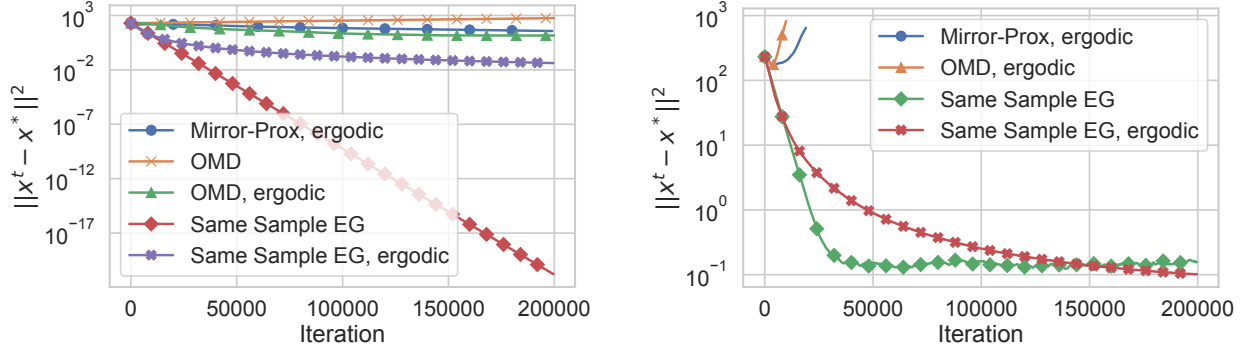 10^3
10^{-2}
10^{-7}
10^{-12}
10^{-17}
||x^t − x^*||^2
Mirror-Prox, ergodic
OMD
OMD, ergodic
Same Sample EG
Same Sample EG, ergodic
0 50000 100000 150000 200000
Iteration
10^3
10^2
10^1
10^0
10^{-1}
||x^t − x^*||^2
Mirror-Prox, ergodic
OMD, ergodic
Same Sample EG
Same Sample EG, ergodic
0 50000 100000 150000 200000
Iteration